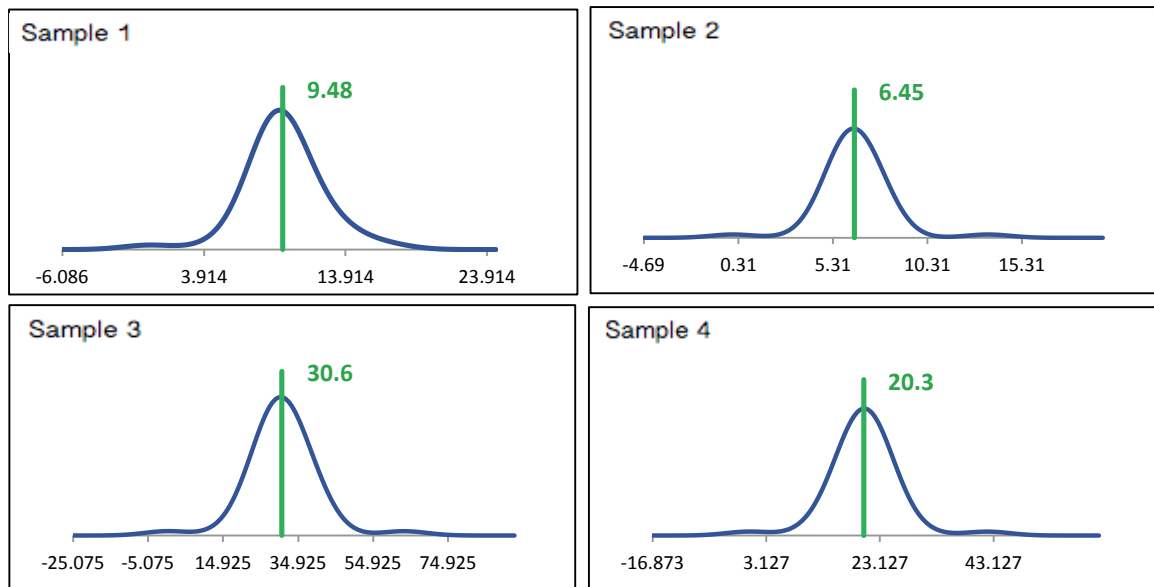 Sample 1
9.48
-6.086 3.914 13.914 23.914
Sample 2
6.45
-4.69 0.31 5.31 10.31 15.31
Sample 3
30.6
-25.075 -5.075 14.925 34.925 54.925 74.925
Sample 4
20.3
-16.873 3.127 23.127 43.127